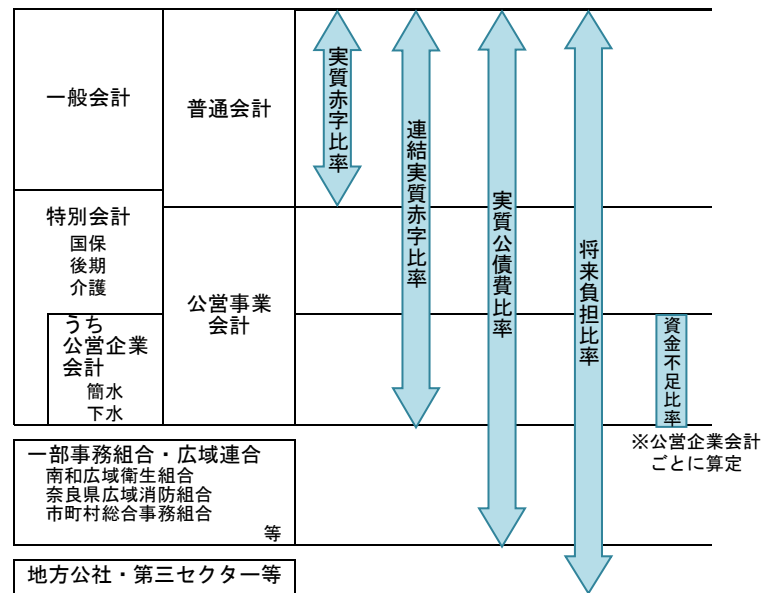 一般会計
普通会計
実質赤字比率
連結実質赤字比率
実質公債費比率
将来負担比率
特別会計
国保
後期
介護
公営事業
会計
うち
公営企業
会計
簡水
下水
資金不足比率
※公営企業会計
ごとに算定
一部事務組合・広域連合
南和広域衛生組合
奈良県広域消防組合
市町村総合事務組合
等
地方公社・第三セクター等